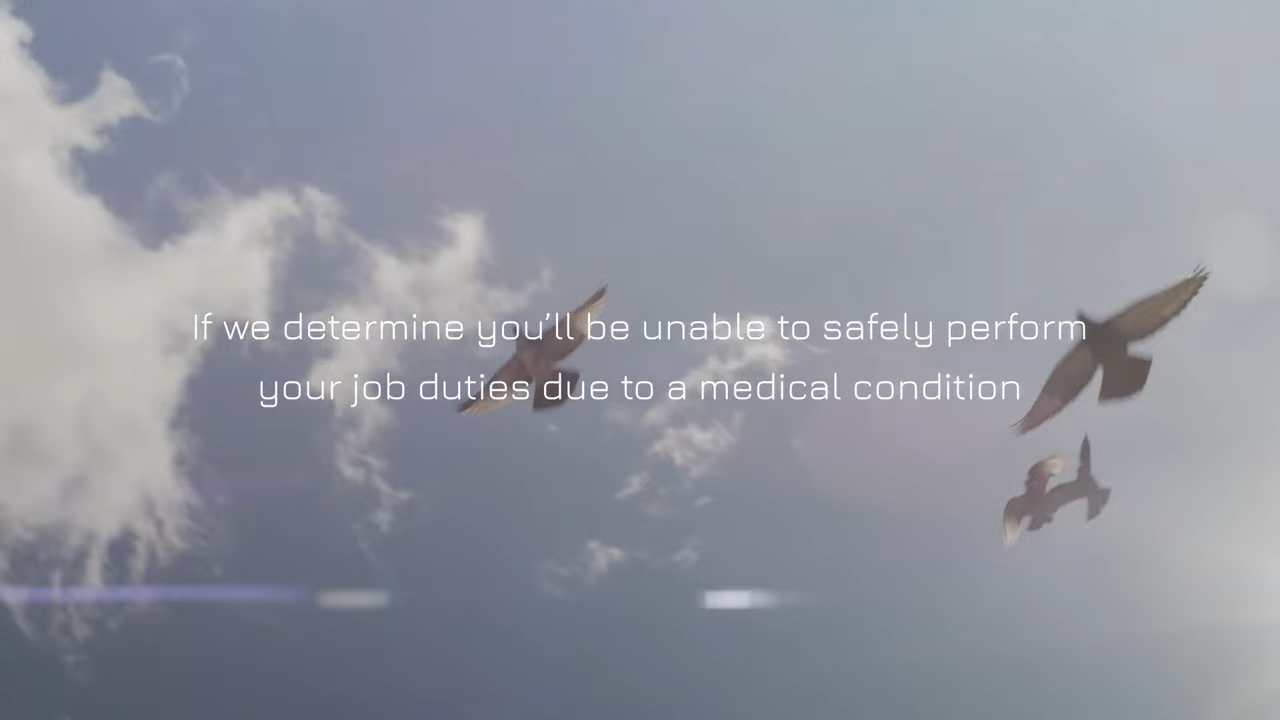 If we determine you’ll be unable to safely perform
your job duties due to a medical condition